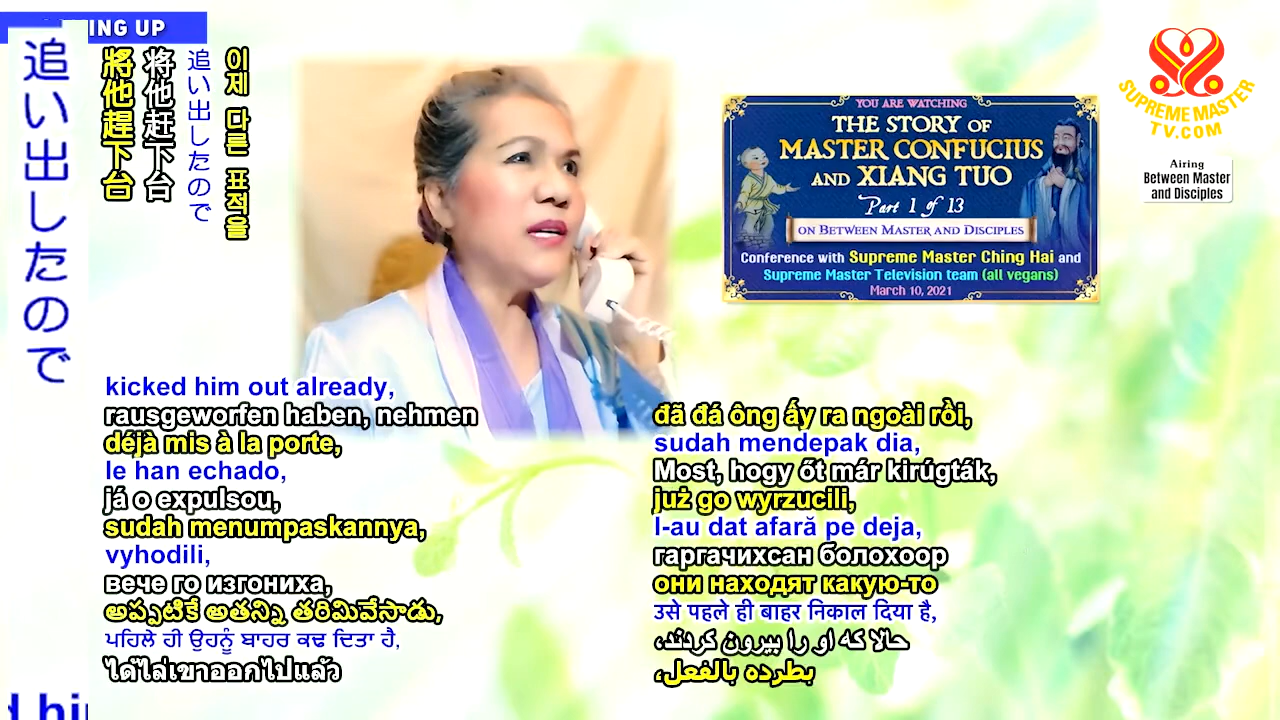 ING UP
追い出したので
將他趕下台
将他赶下台
追い出したので
이제 다른 표적을
YOU ARE WATCHING
THE STORY OF
MASTER CONFUCIUS
AND XIANG TUO
Part 1 of 13
ON BETWEEN MASTER AND DISCIPLES
Conference with Supreme Master Ching Hai and
Supreme Master Television team (all vegans)
March 10, 2021
SUPREME MASTER
TV.COM
Airing
Between Master
and Disciples
kicked him out already,
rausgeworfen haben, nehmen
déjà mis à la porte,
le han echado,
já o expulsou,
sudah menumpaskannya,
vyhodili,
вече го изгониха,
అప్పటికే అతన్ని తరిమివేసాడు,
ਪਹਿਲੇ ਹੀ ਉਹਨੂੰ ਬਾਹਰ ਕਢ ਦਿਤਾ ਹੈ,
ได้ไล่เขาออกไปแล้ว
đã đá ông ấy ra ngoài rồi,
sudah mendepak dia,
Most, hogy őt már kirúgták,
już go wyrzucili,
l-au dat afară pe deja,
гаргачихсан болохоор
они находят какую-то
उसे पहले ही बाहर निकाल दिया है,
حالا که او را بیرون کردند،
بطرده بالفعل،
d hi